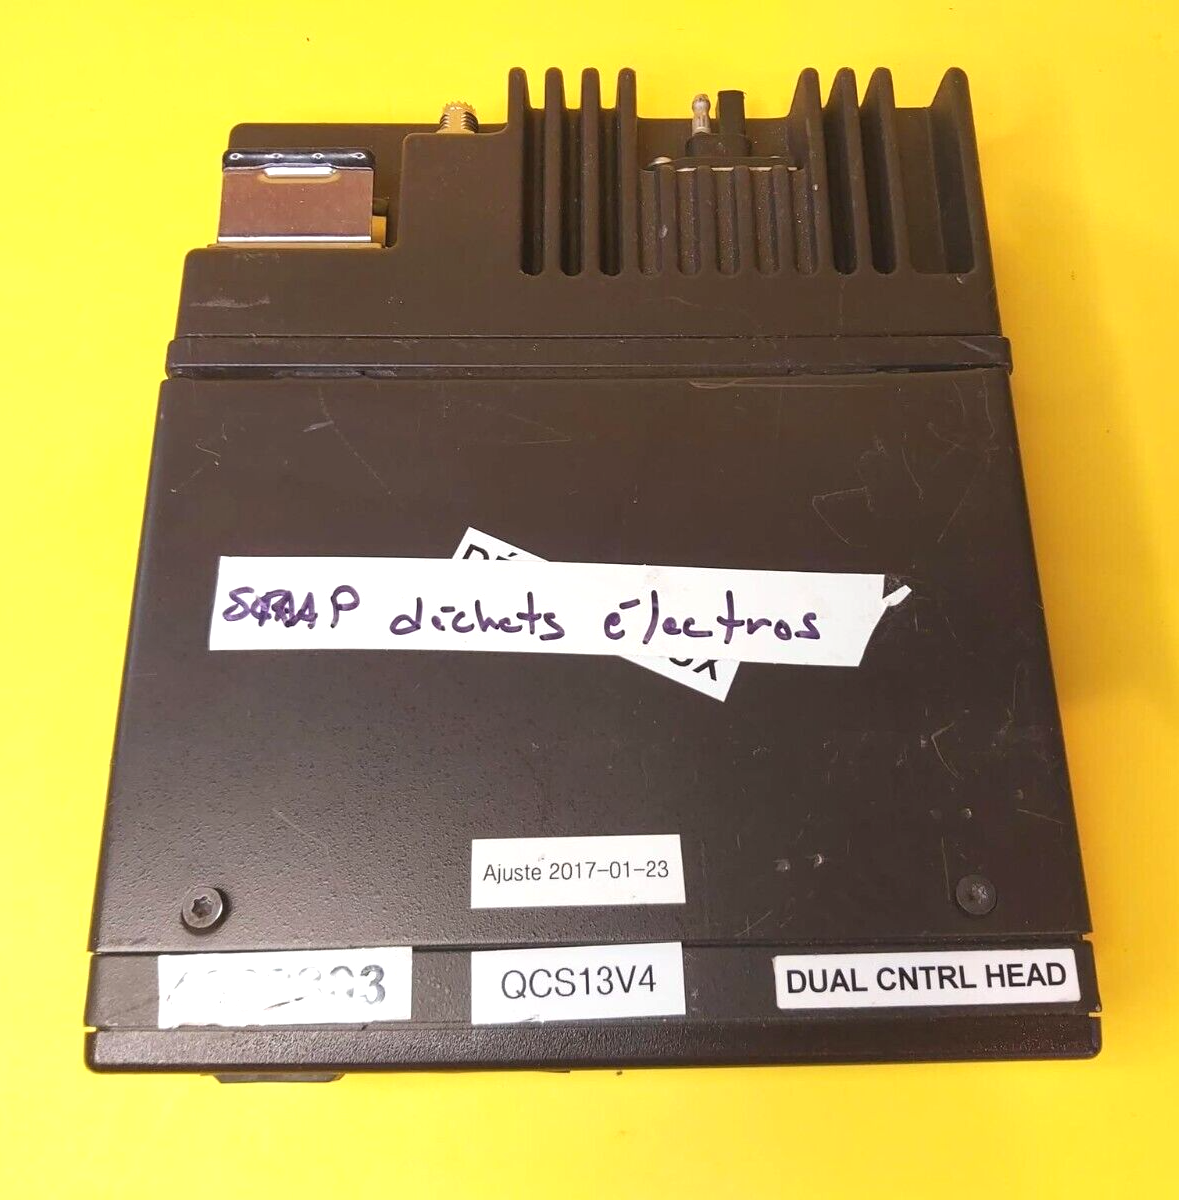 SCRAP déchets électros
Ajuste 2017-01-23
QCS13V4
DUAL CNTRL HEAD